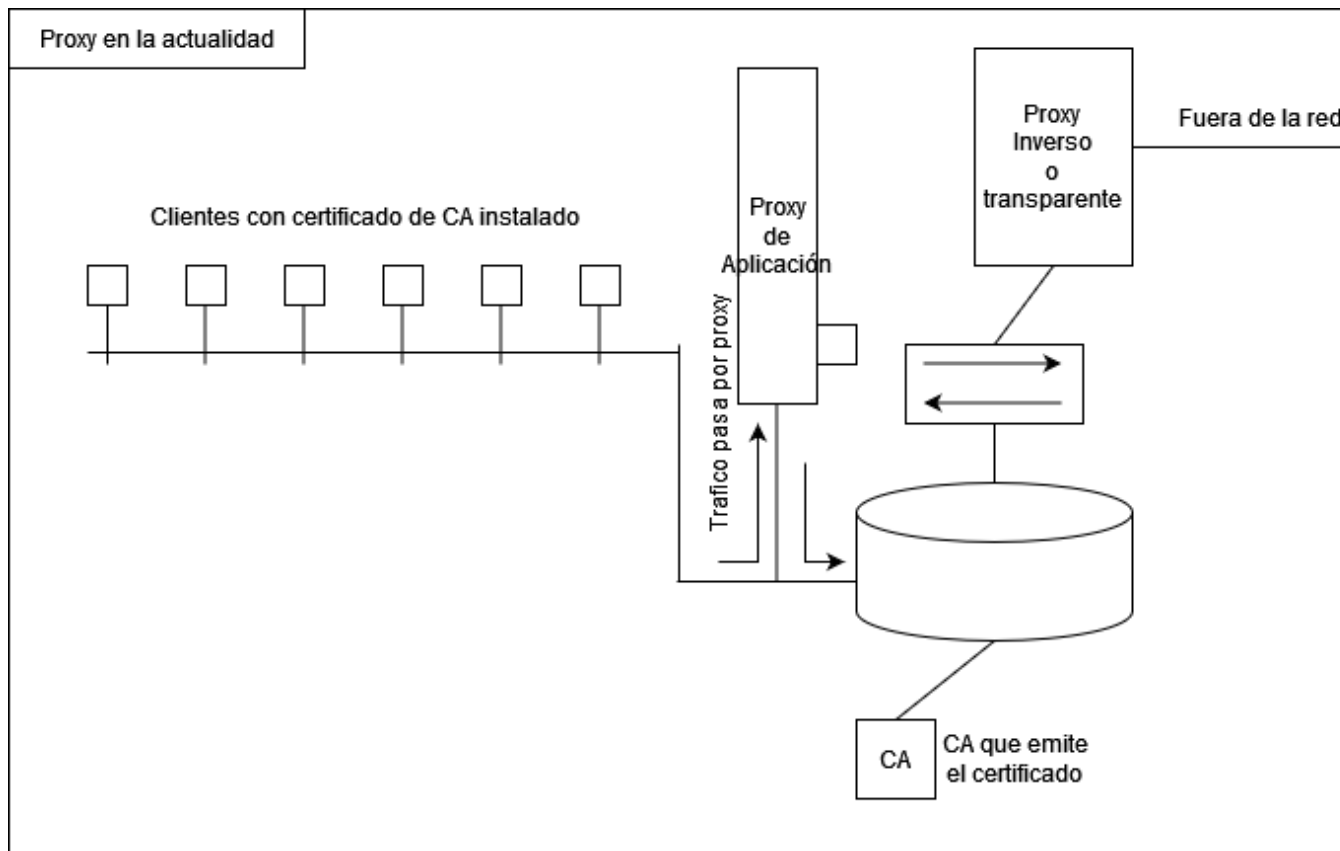 Proxy en la actualidad
Proxy
Inverso
o
transparente
Fuera de la red
Clientes con certificado de CA instalado
Proxy
de
Aplicación
Trafico pasa por proxy
CA
CA que emite
el certificado